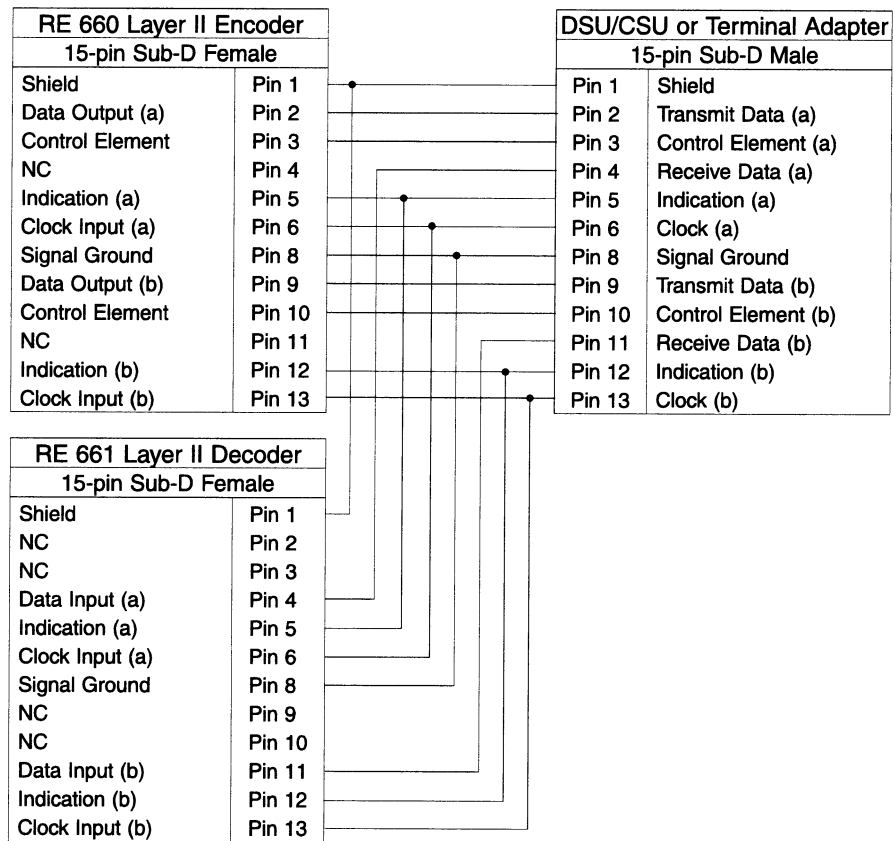 RE 660 Layer II Encoder
15-pin Sub-D Female
Shield Pin 1
Data Output (a) Pin 2
Control Element Pin 3
NC Pin 4
Indication (a) Pin 5
Clock Input (a) Pin 6
Signal Ground Pin 8
Data Output (b) Pin 9
Control Element Pin 10
NC Pin 11
Indication (b) Pin 12
Clock Input (b) Pin 13
DSU/CSU or Terminal Adapter
15-pin Sub-D Male
Pin 1 Shield
Pin 2 Transmit Data (a)
Pin 3 Control Element (a)
Pin 4 Receive Data (a)
Pin 5 Indication (a)
Pin 6 Clock (a)
Pin 8 Signal Ground
Pin 9 Transmit Data (b)
Pin 10 Control Element (b)
Pin 11 Receive Data (b)
Pin 12 Indication (b)
Pin 13 Clock (b)
RE 661 Layer II Decoder
15-pin Sub-D Female
Shield Pin 1
NC Pin 2
NC Pin 3
Data Input (a) Pin 4
Indication (a) Pin 5
Clock Input (a) Pin 6
Signal Ground Pin 8
NC Pin 9
NC Pin 10
Data Input (b) Pin 11
Indication (b) Pin 12
Clock Input (b) Pin 13